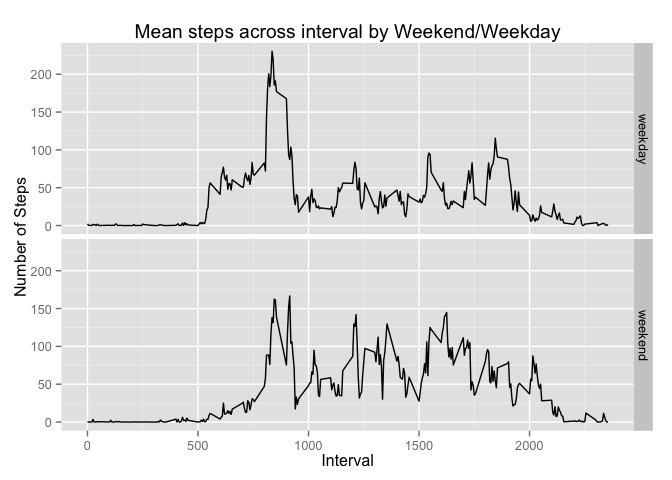 Mean steps across interval by Weekend/Weekday
Number of Steps
200
150
100
50
0
weekday
200
150
100
50
0
weekend
0 500 1000 1500 2000
Interval